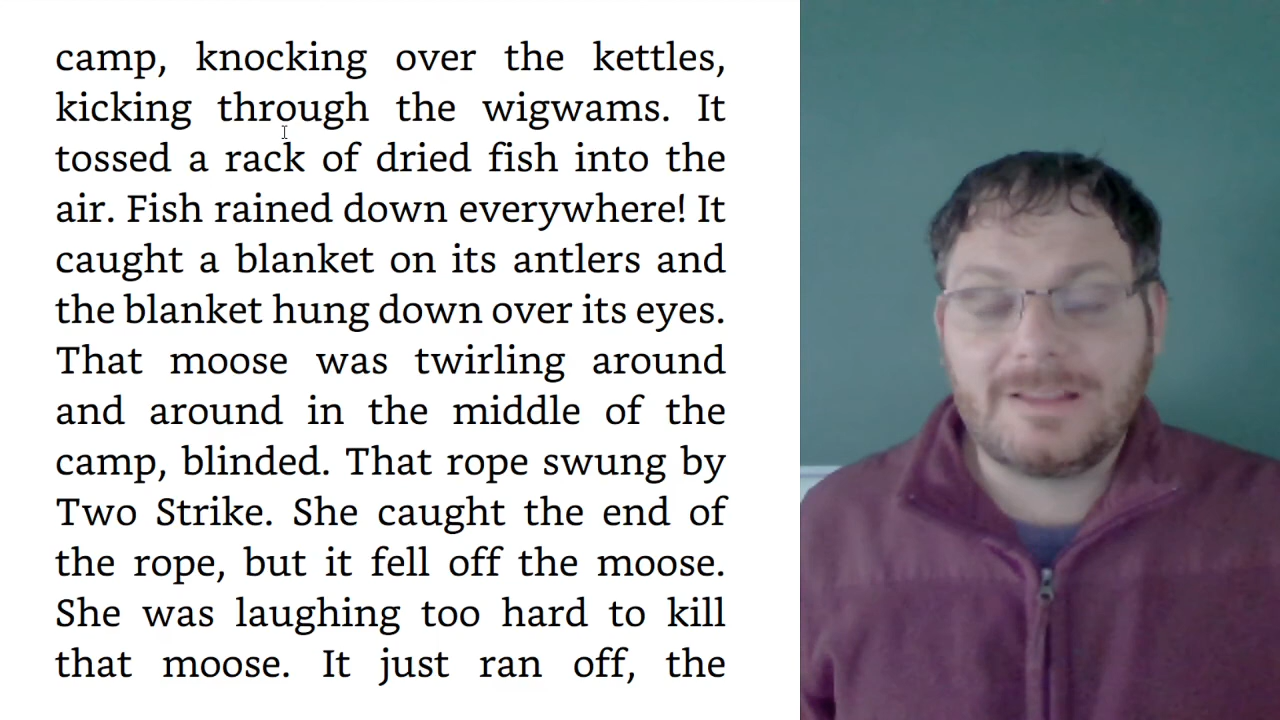 camp, knocking over the kettles,
kicking through the wigwams. It
tossed a rack of dried fish into the
air. Fish rained down everywhere! It
caught a blanket on its antlers and
the blanket hung down over its eyes.
That moose was twirling around
and around in the middle of the
camp, blinded. That rope swung by
Two Strike. She caught the end of
the rope, but it fell off the moose.
She was laughing too hard to kill
that moose. It just ran off, the